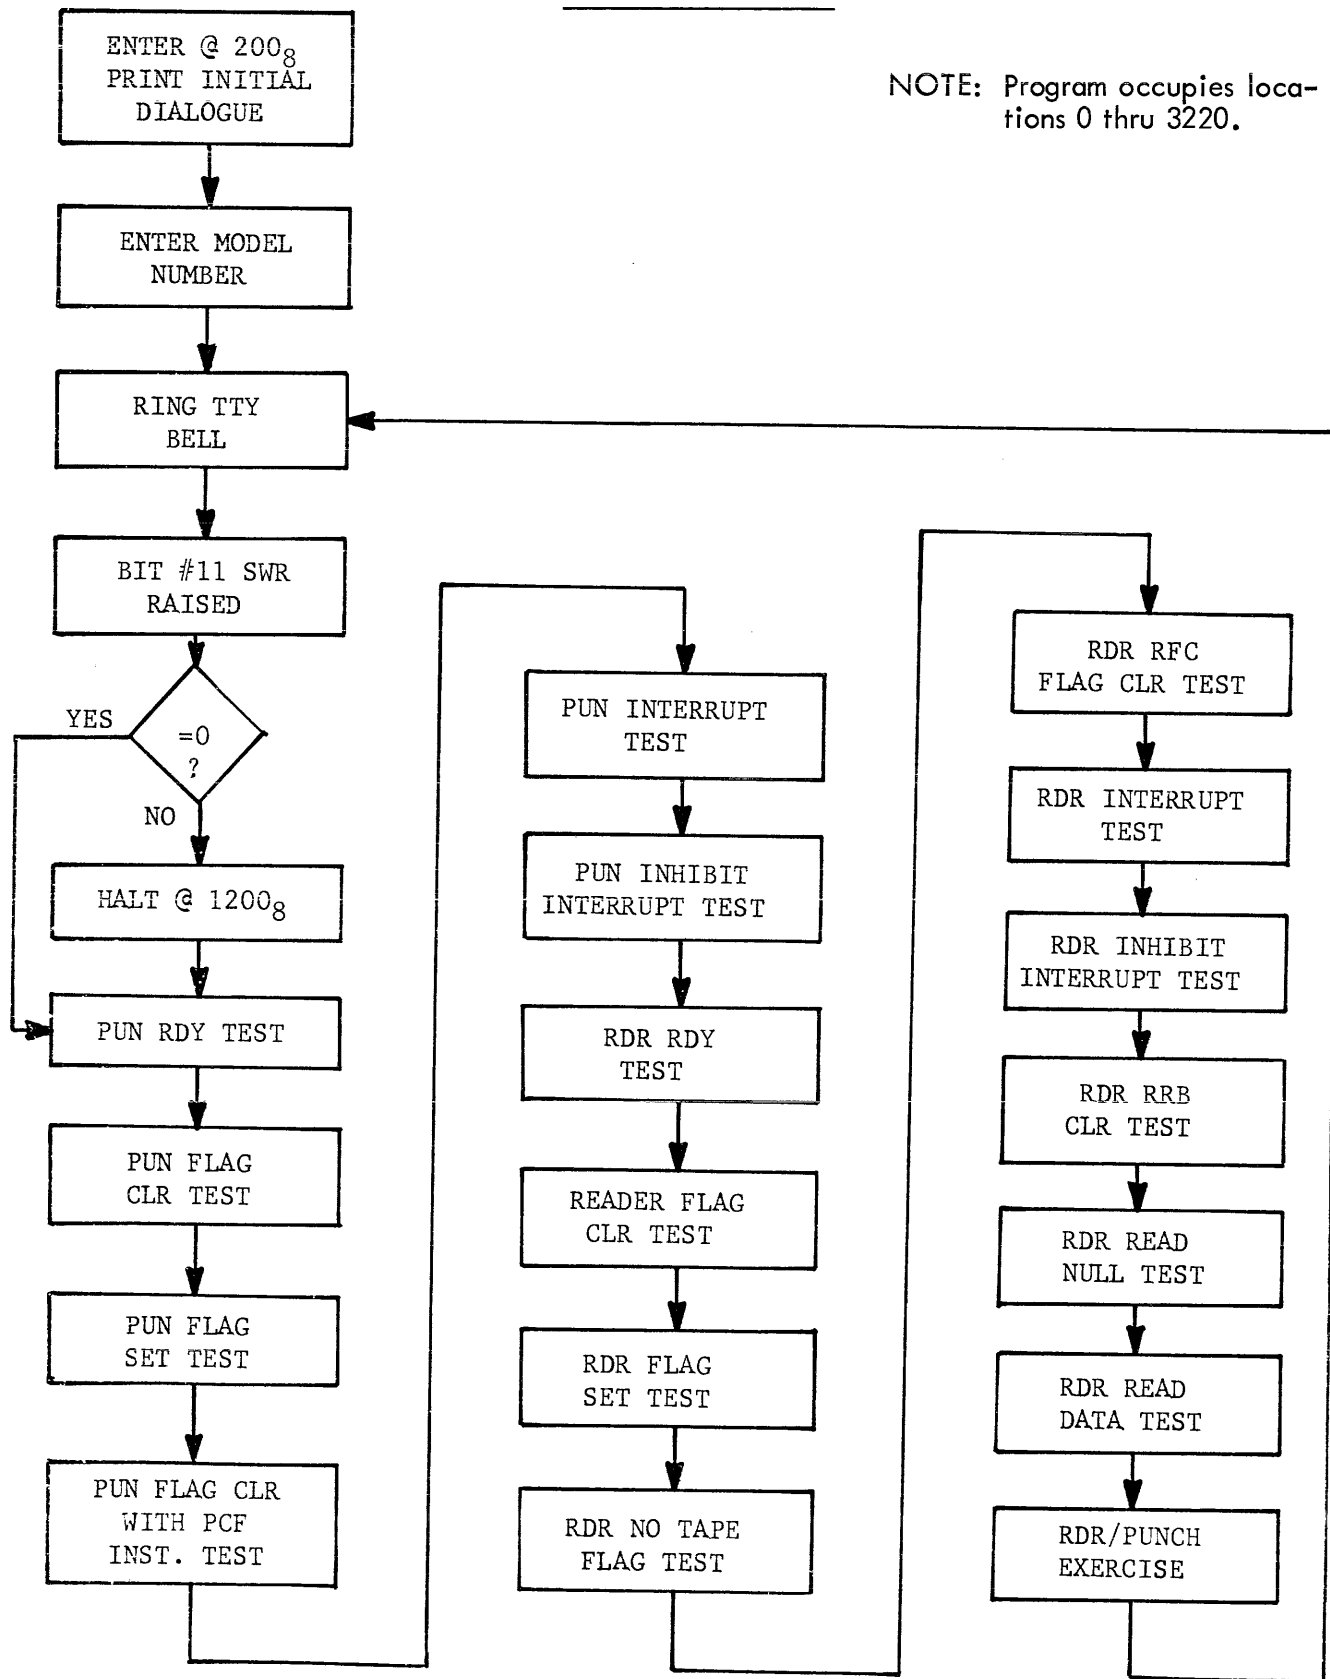 ENTER @ 200₈
PRINT INITIAL
DIALOGUE
NOTE: Program occupies loca-
tions 0 thru 3220.
ENTER MODEL
NUMBER
RING TTY
BELL
BIT #11 SWR
RAISED
YES
=0
?
NO
HALT @ 1200₈
PUN RDY TEST
PUN FLAG
CLR TEST
PUN FLAG
SET TEST
PUN FLAG CLR
WITH PCF
INST. TEST
PUN INTERRUPT
TEST
PUN INHIBIT
INTERRUPT TEST
RDR RDY
TEST
READER FLAG
CLR TEST
RDR FLAG
SET TEST
RDR NO TAPE
FLAG TEST
RDR RFC
FLAG CLR TEST
RDR INTERRUPT
TEST
RDR INHIBIT
INTERRUPT TEST
RDR RRB
CLR TEST
RDR READ
NULL TEST
RDR READ
DATA TEST
RDR/PUNCH
EXERCISE